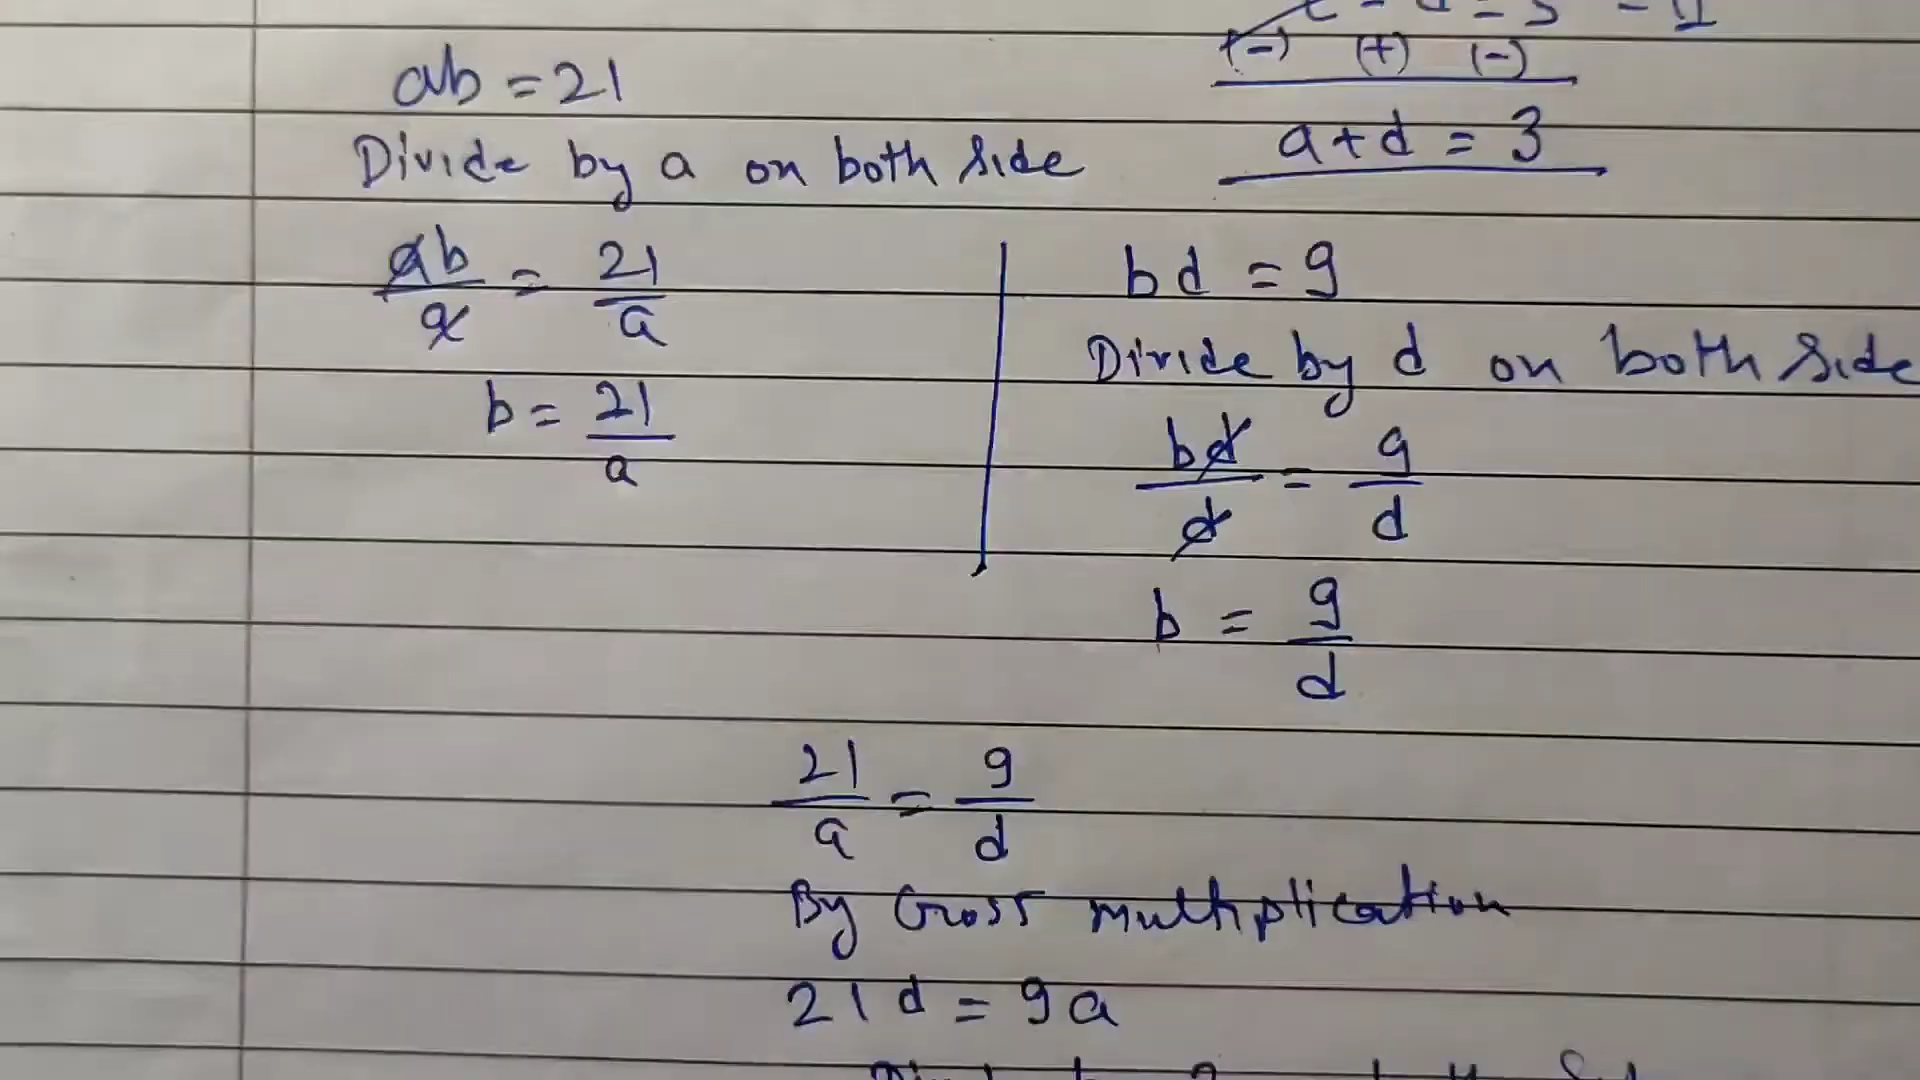 (-) (+) (-)
a+d = 3
ab = 21
Divide by a on both side
ab/a = 21/a
b = 21/a
bd = 9
Divide by d on both side
bd/d = 9/d
b = 9/d
21/a = 9/d
By Cross multiplication
21d = 9a